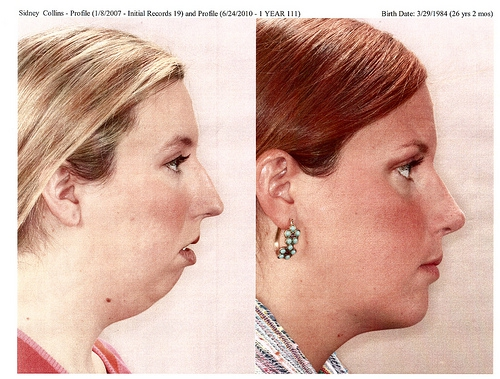 Sidney Collins - Profile (1/8/2007 - Initial Records 19) and Profile (6/24/2010 - 1 YEAR 111) Birth Date: 3/29/1984 (26 yrs 2 mos)